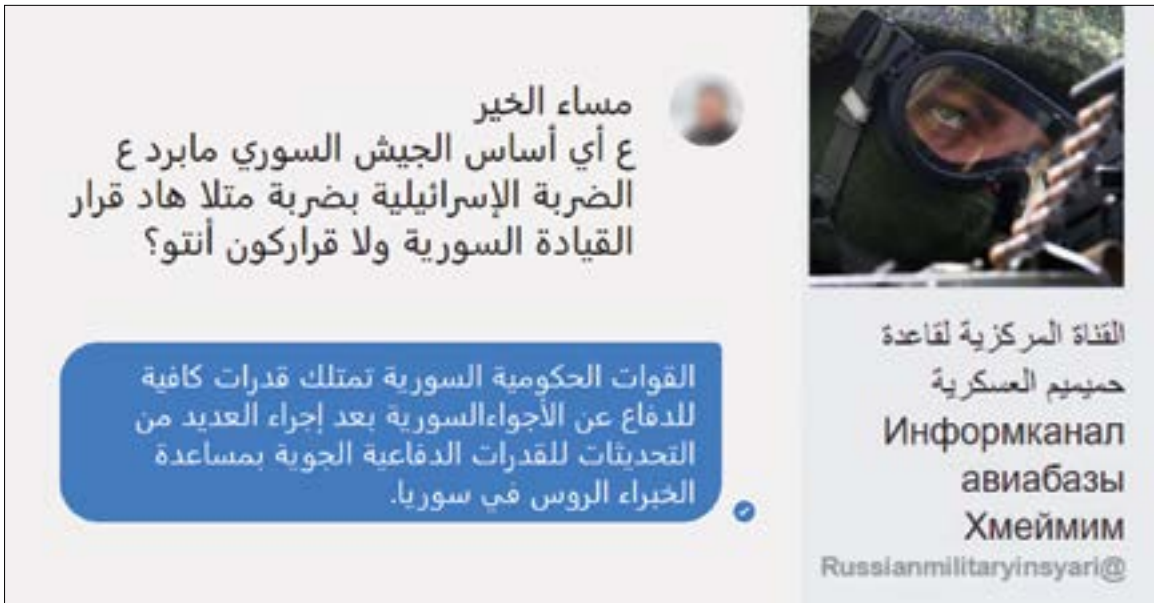 مساء الخير
ع أي أساس الجيش السوري مابرد ع
الضربة الإسرائيلية بضربة متلا هاد قرار
القيادة السورية ولا قراركون أنتو؟
القوات الحكومية السورية تمتلك قدرات كافية
للدفاع عن الأجواءالسورية بعد إجراء العديد من
التحديثات للقدرات الدفاعية الجوية بمساعدة
الخبراء الروس في سوريا.
القناة المركزية لقاعدة
حميميم العسكرية
Информканал
авиабазы
Хмеймим
@Russianmilitaryinsyari